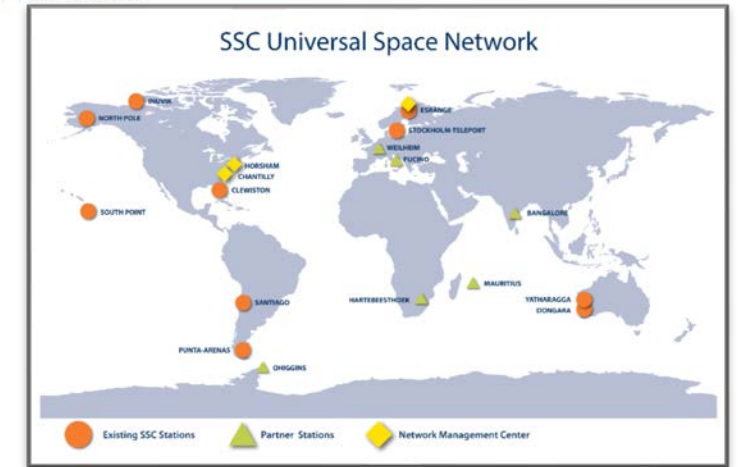 SSC Universal Space Network
INUVIK
NORTH POLE
ESRANGE
STOCKHOLM TELEPORT
WEILHEIM
FUCINO
HORSHAM
CHANTILLY
CLEWISTON
SOUTH POINT
BANGALORE
MAURITIUS
HARTEBEESTHOEK
YATHARAGGA
SANTIAGO
DONGARA
PUNTA-ARENAS
OHIGGINS
Existing SSC Stations
Partner Stations
Network Management Center